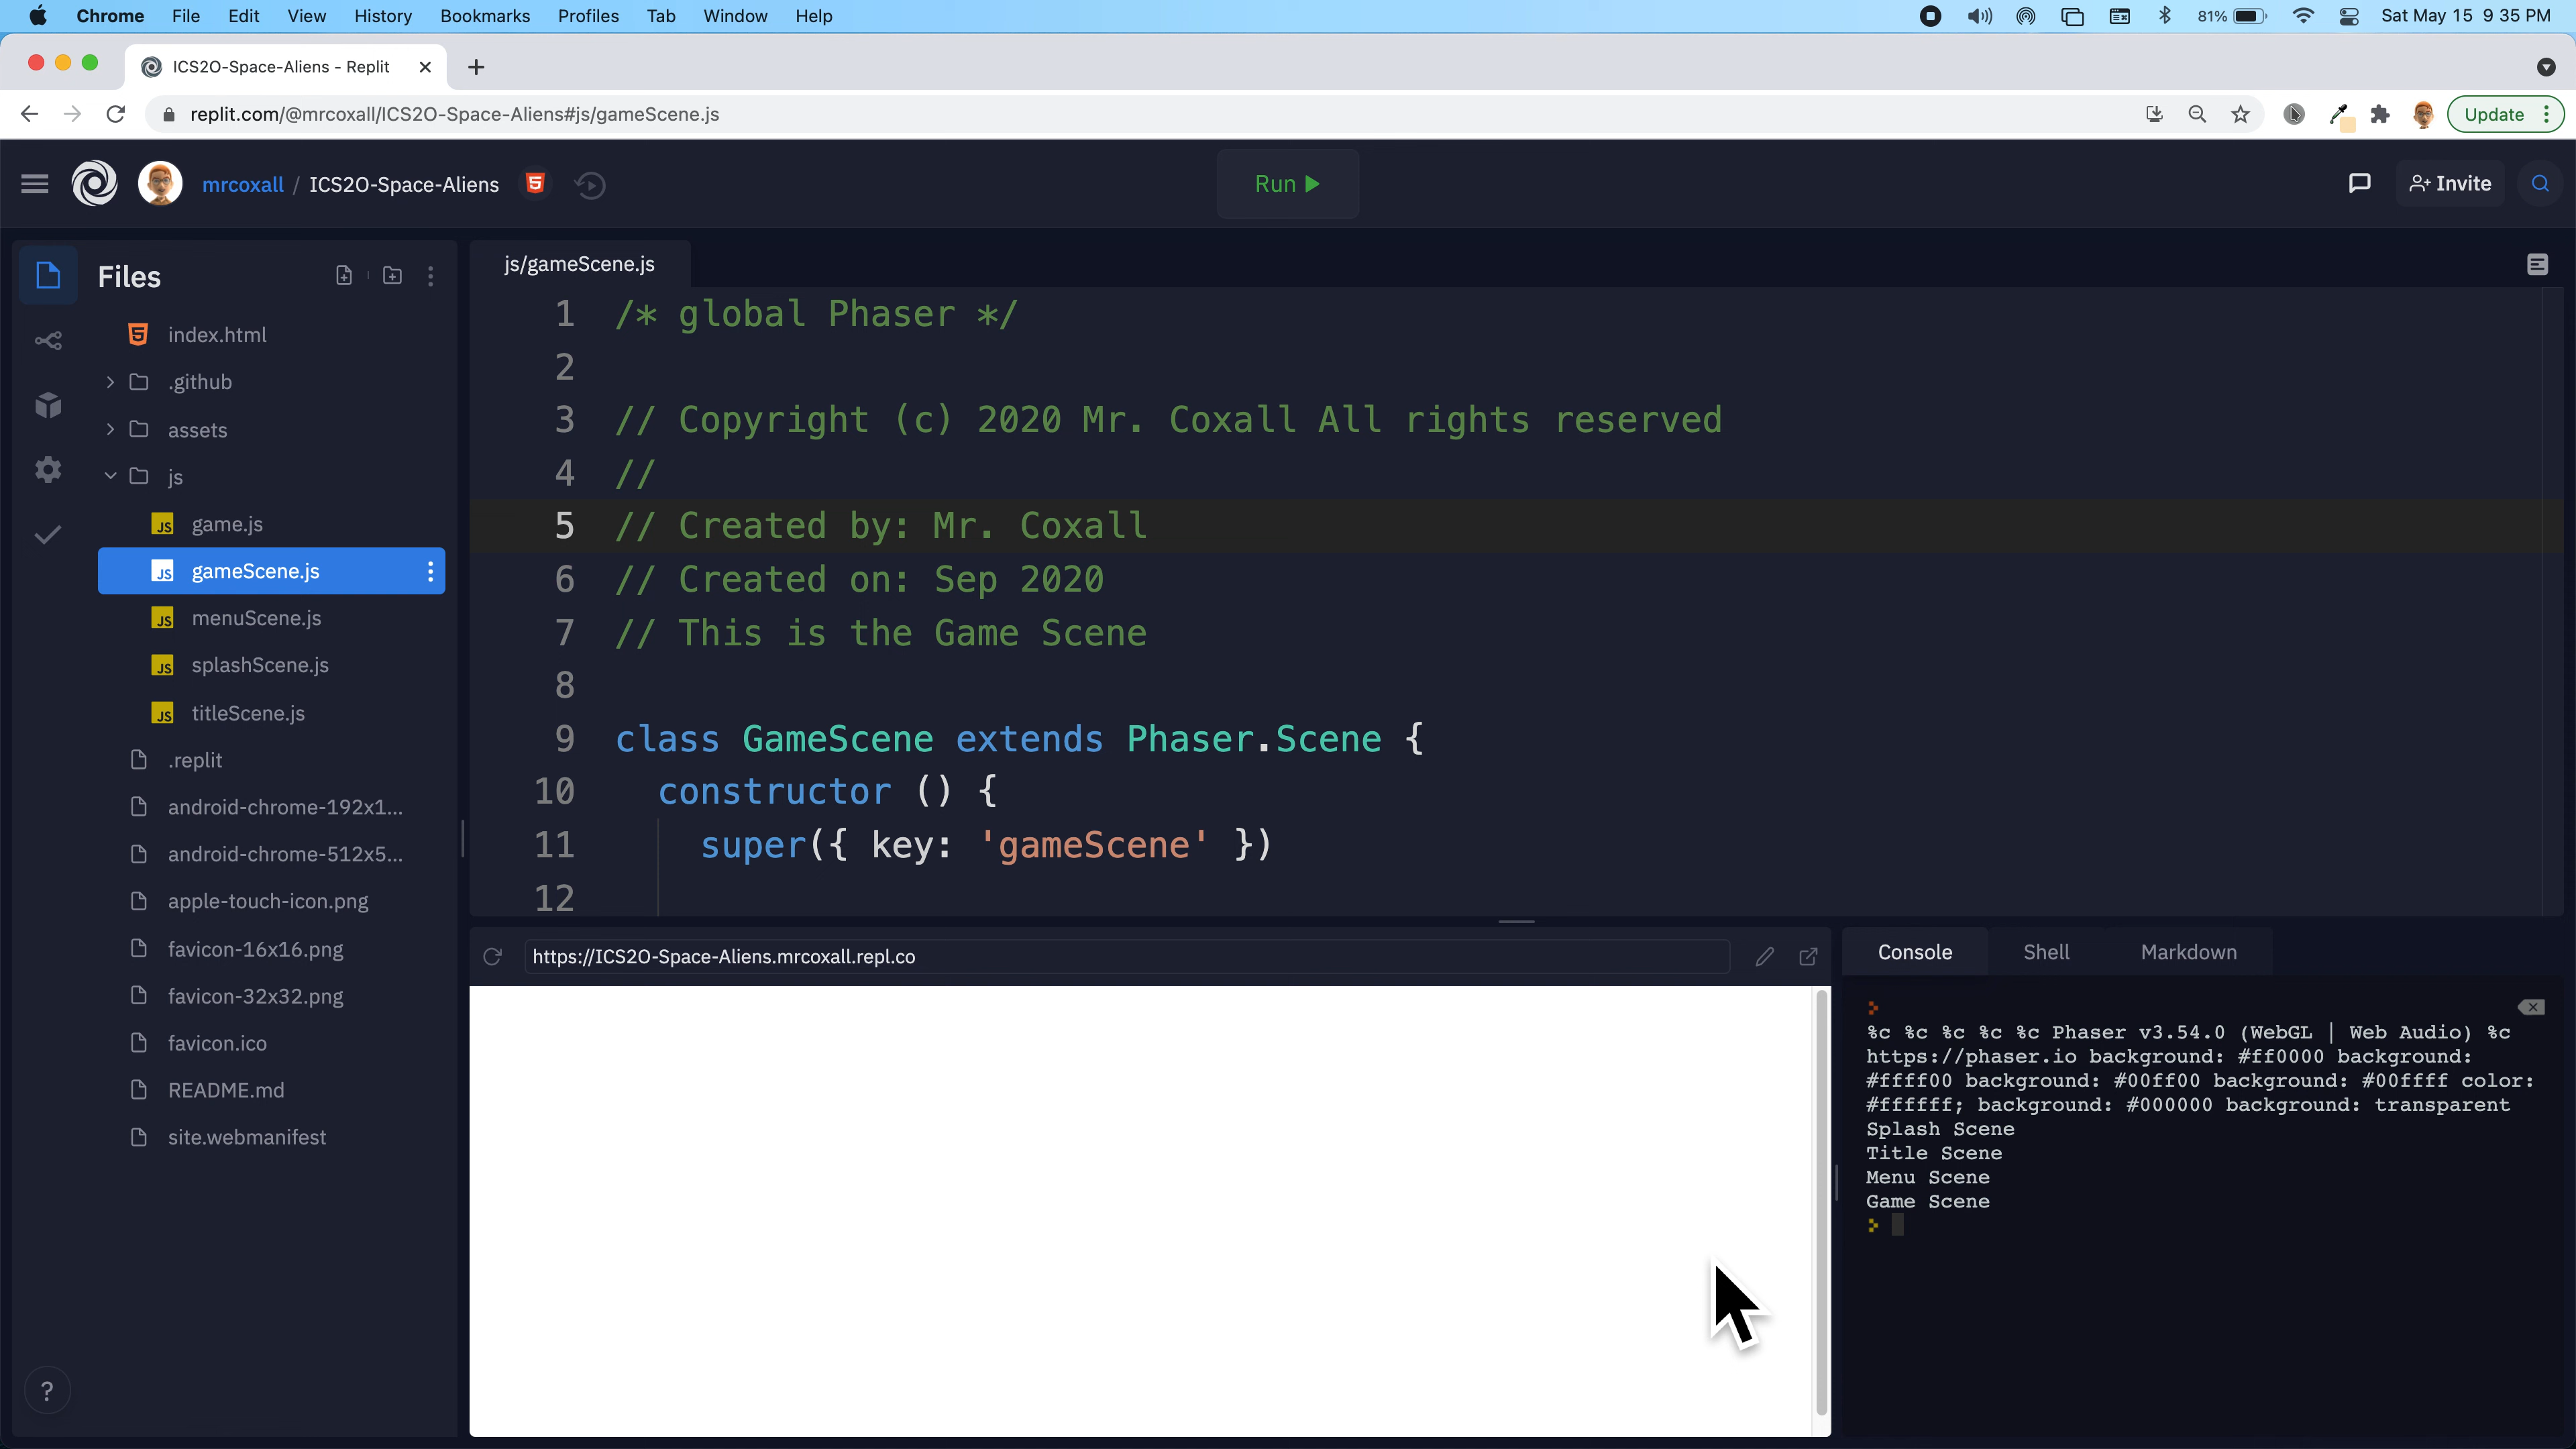 Chrome File Edit View History Bookmarks Profiles Tab Window Help 81% Sat May 15 9 35 PM
ICS2O-Space-Aliens - Replit
replit.com/@mrcoxall/ICS2O-Space-Aliens#js/gameScene.js Update
mrcoxall / ICS2O-Space-Aliens 5 Run Invite
Files
index.html
.github
assets
js
JS game.js
JS gameScene.js
JS menuScene.js
JS splashScene.js
JS titleScene.js
.replit
android-chrome-192x1...
android-chrome-512x5...
apple-touch-icon.png
favicon-16x16.png
favicon-32x32.png
favicon.ico
README.md
site.webmanifest
?
js/gameScene.js
1 /* global Phaser */
2
3 // Copyright (c) 2020 Mr. Coxall All rights reserved
4 //
5 // Created by: Mr. Coxall
6 // Created on: Sep 2020
7 // This is the Game Scene
8
9 class GameScene extends Phaser.Scene {
10 constructor () {
11 super({ key: 'gameScene' })
12
https://ICS2O-Space-Aliens.mrcoxall.repl.co
Console Shell Markdown
%c %c %c %c %c Phaser v3.54.0 (WebGL | Web Audio) %c
https://phaser.io background: #ff0000 background:
#ffff00 background: #00ff00 background: #00ffff color:
#ffffff; background: #000000 background: transparent
Splash Scene
Title Scene
Menu Scene
Game Scene